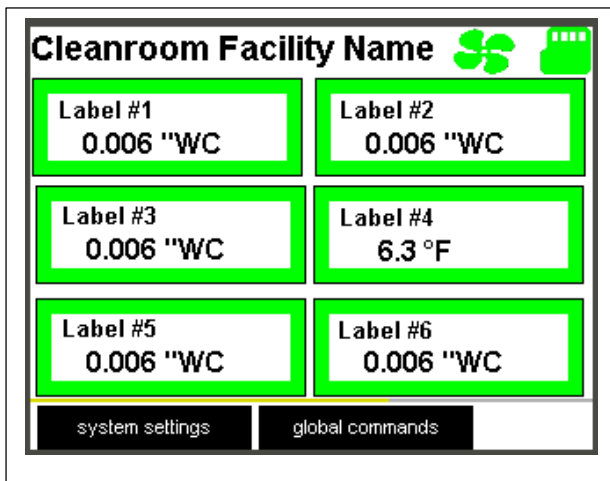 Cleanroom Facility Name
Label #1
0.006 "WC
Label #2
0.006 "WC
Label #3
0.006 "WC
Label #4
6.3 °F
Label #5
0.006 "WC
Label #6
0.006 "WC
system settings
global commands